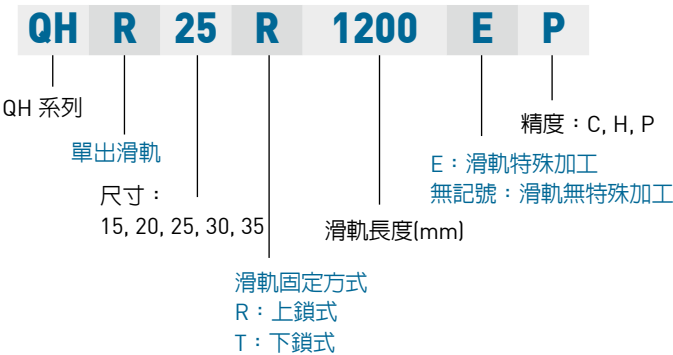 QH R 25 R 1200 E P
QH 系列
精度：C, H, P
單出滑軌
E：滑軌特殊加工
無記號：滑軌無特殊加工
尺寸：
15, 20, 25, 30, 35
滑軌長度(mm)
滑軌固定方式
R：上鎖式
T：下鎖式